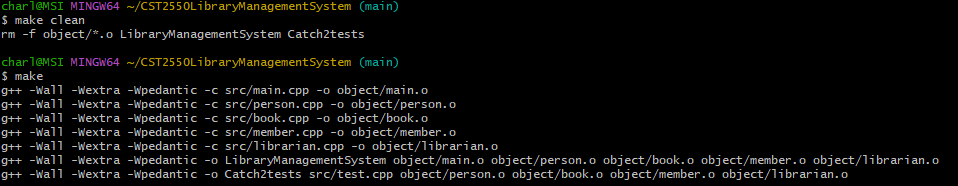 charl@MSI MINGW64 ~/CST2550LibraryManagementSystem (main)
$ make clean
rm -f object/*.o LibraryManagementSystem Catch2tests
charl@MSI MINGW64 ~/CST2550LibraryManagementSystem (main)
$ make
g++ -Wall -Wextra -Wpedantic -c src/main.cpp -o object/main.o
g++ -Wall -Wextra -Wpedantic -c src/person.cpp -o object/person.o
g++ -Wall -Wextra -Wpedantic -c src/book.cpp -o object/book.o
g++ -Wall -Wextra -Wpedantic -c src/member.cpp -o object/member.o
g++ -Wall -Wextra -Wpedantic -c src/librarian.cpp -o object/librarian.o
g++ -Wall -Wextra -Wpedantic -o LibraryManagementSystem object/main.o object/person.o object/book.o object/member.o object/librarian.o
g++ -Wall -Wextra -Wpedantic -o Catch2tests src/test.cpp object/person.o object/book.o object/member.o object/librarian.o